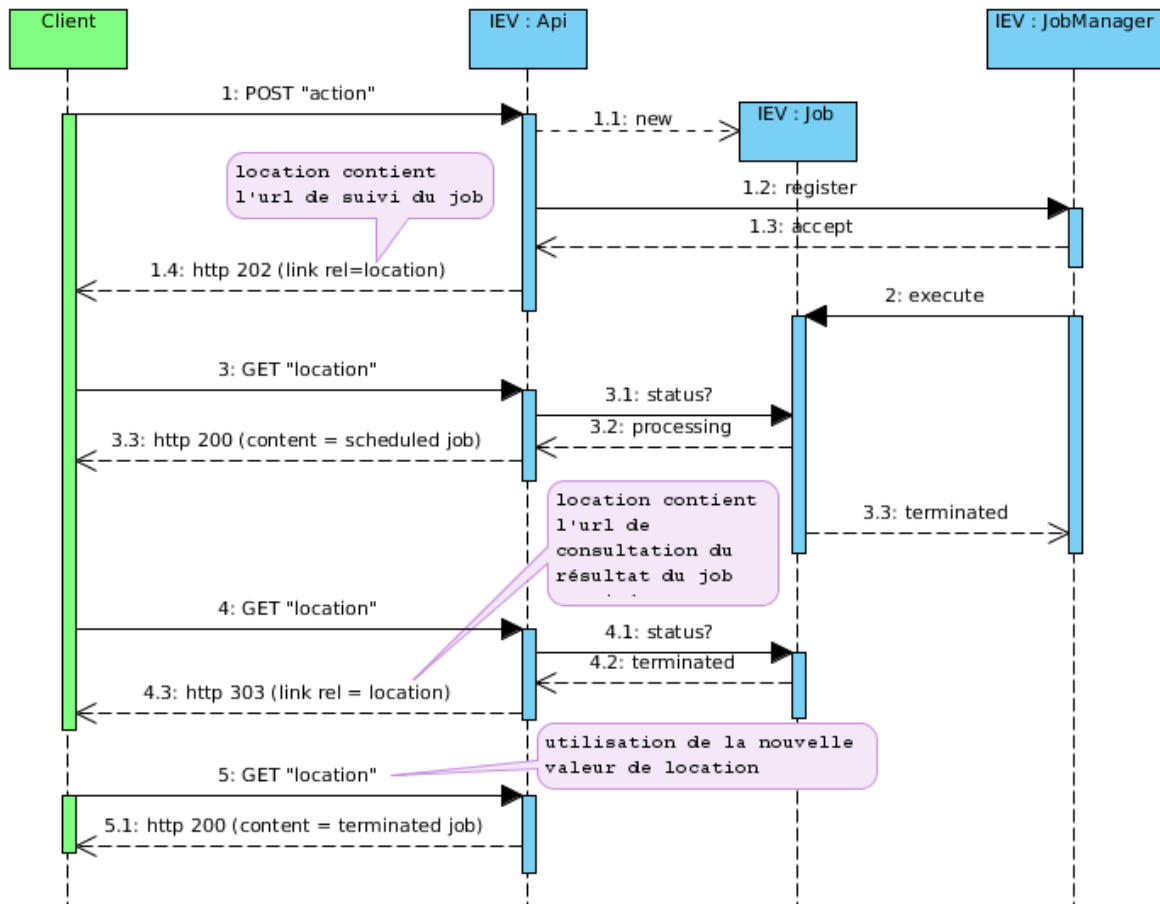 Client
IEV : Api
IEV : JobManager
1: POST "action"
1.1: new
IEV : Job
location contient
l'url de suivi du job
1.2: register
1.3: accept
1.4: http 202 (link rel=location)
2: execute
3: GET "location"
3.1: status?
3.2: processing
3.3: http 200 (content = scheduled job)
location contient
l'url de
consultation du
résultat du job
3.3: terminated
4: GET "location"
4.1: status?
4.2: terminated
4.3: http 303 (link rel = location)
utilisation de la nouvelle
valeur de location
5: GET "location"
5.1: http 200 (content = terminated job)